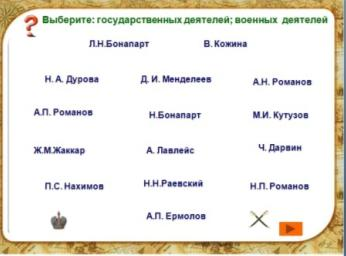 Выберите: государственных деятелей; военных деятелей
Л.Н.Бонапарт В. Кожина
Н. А. Дурова Д. И. Менделеев А.Н. Романов
А.П. Романов Н.Бонапарт М.И. Кутузов
Ж.М.Жаккар А. Лавлейс Ч. Дарвин
П.С. Нахимов Н.Н.Раевский Н.П. Романов
А.П. Ермолов